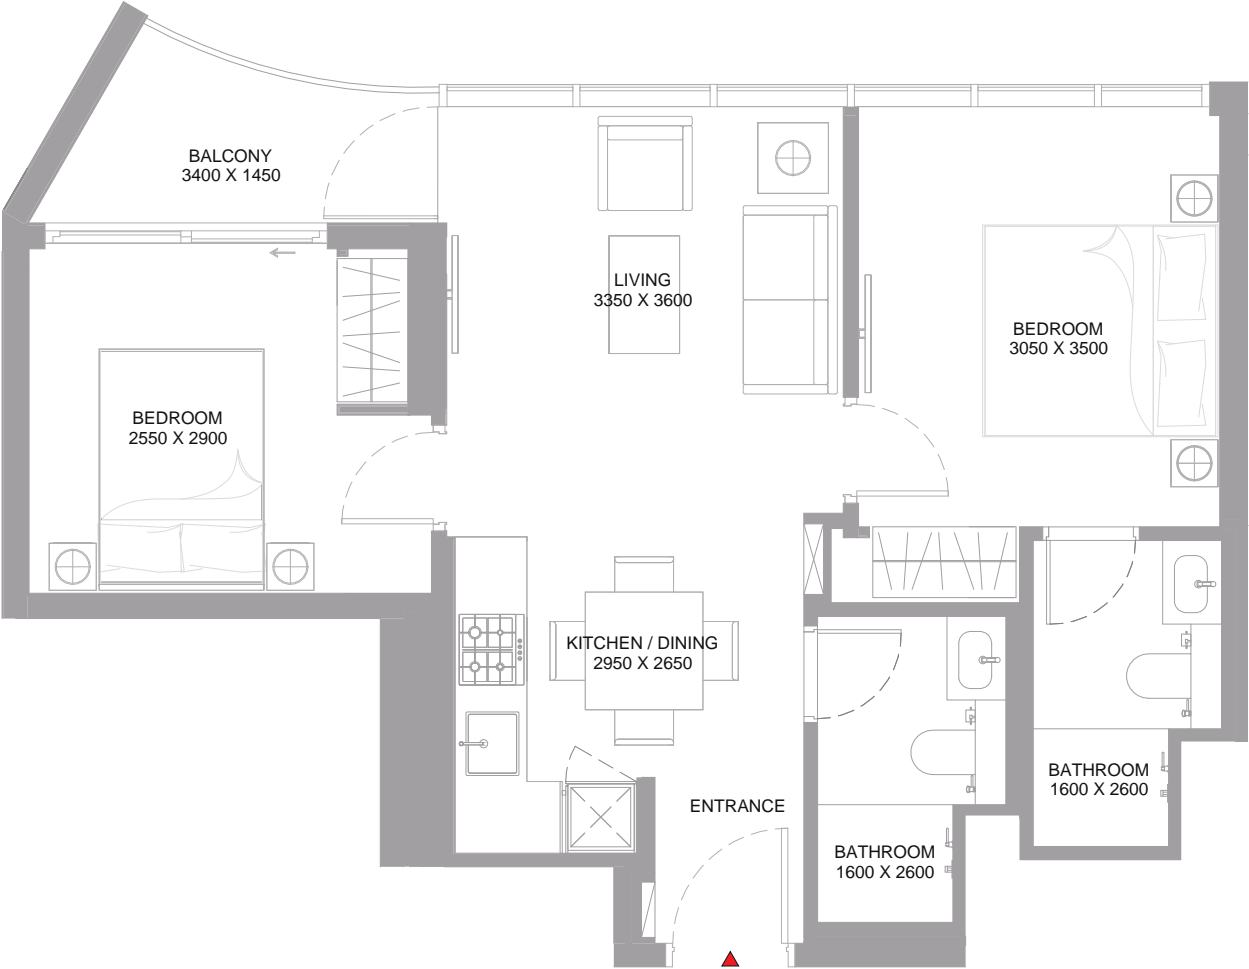 BALCONY
3400 X 1450
LIVING
3350 X 3600
BEDROOM
3050 X 3500
BEDROOM
2550 X 2900
KITCHEN / DINING
2950 X 2650
ENTRANCE
BATHROOM
1600 X 2600
BATHROOM
1600 X 2600